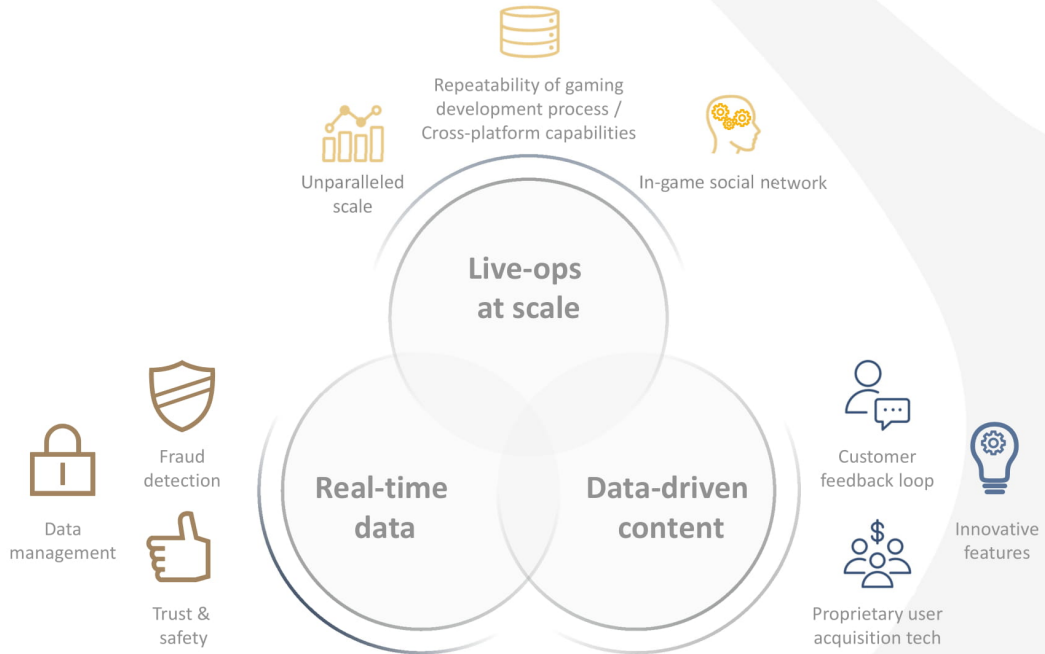 Repeatability of gaming
development process /
Cross-platform capabilities
Unparalleled
scale
In-game social network
Live-ops
at scale
Fraud
detection
Data
management
Trust &
safety
Real-time
data
Data-driven
content
Customer
feedback loop
Innovative
features
$
Proprietary user
acquisition tech